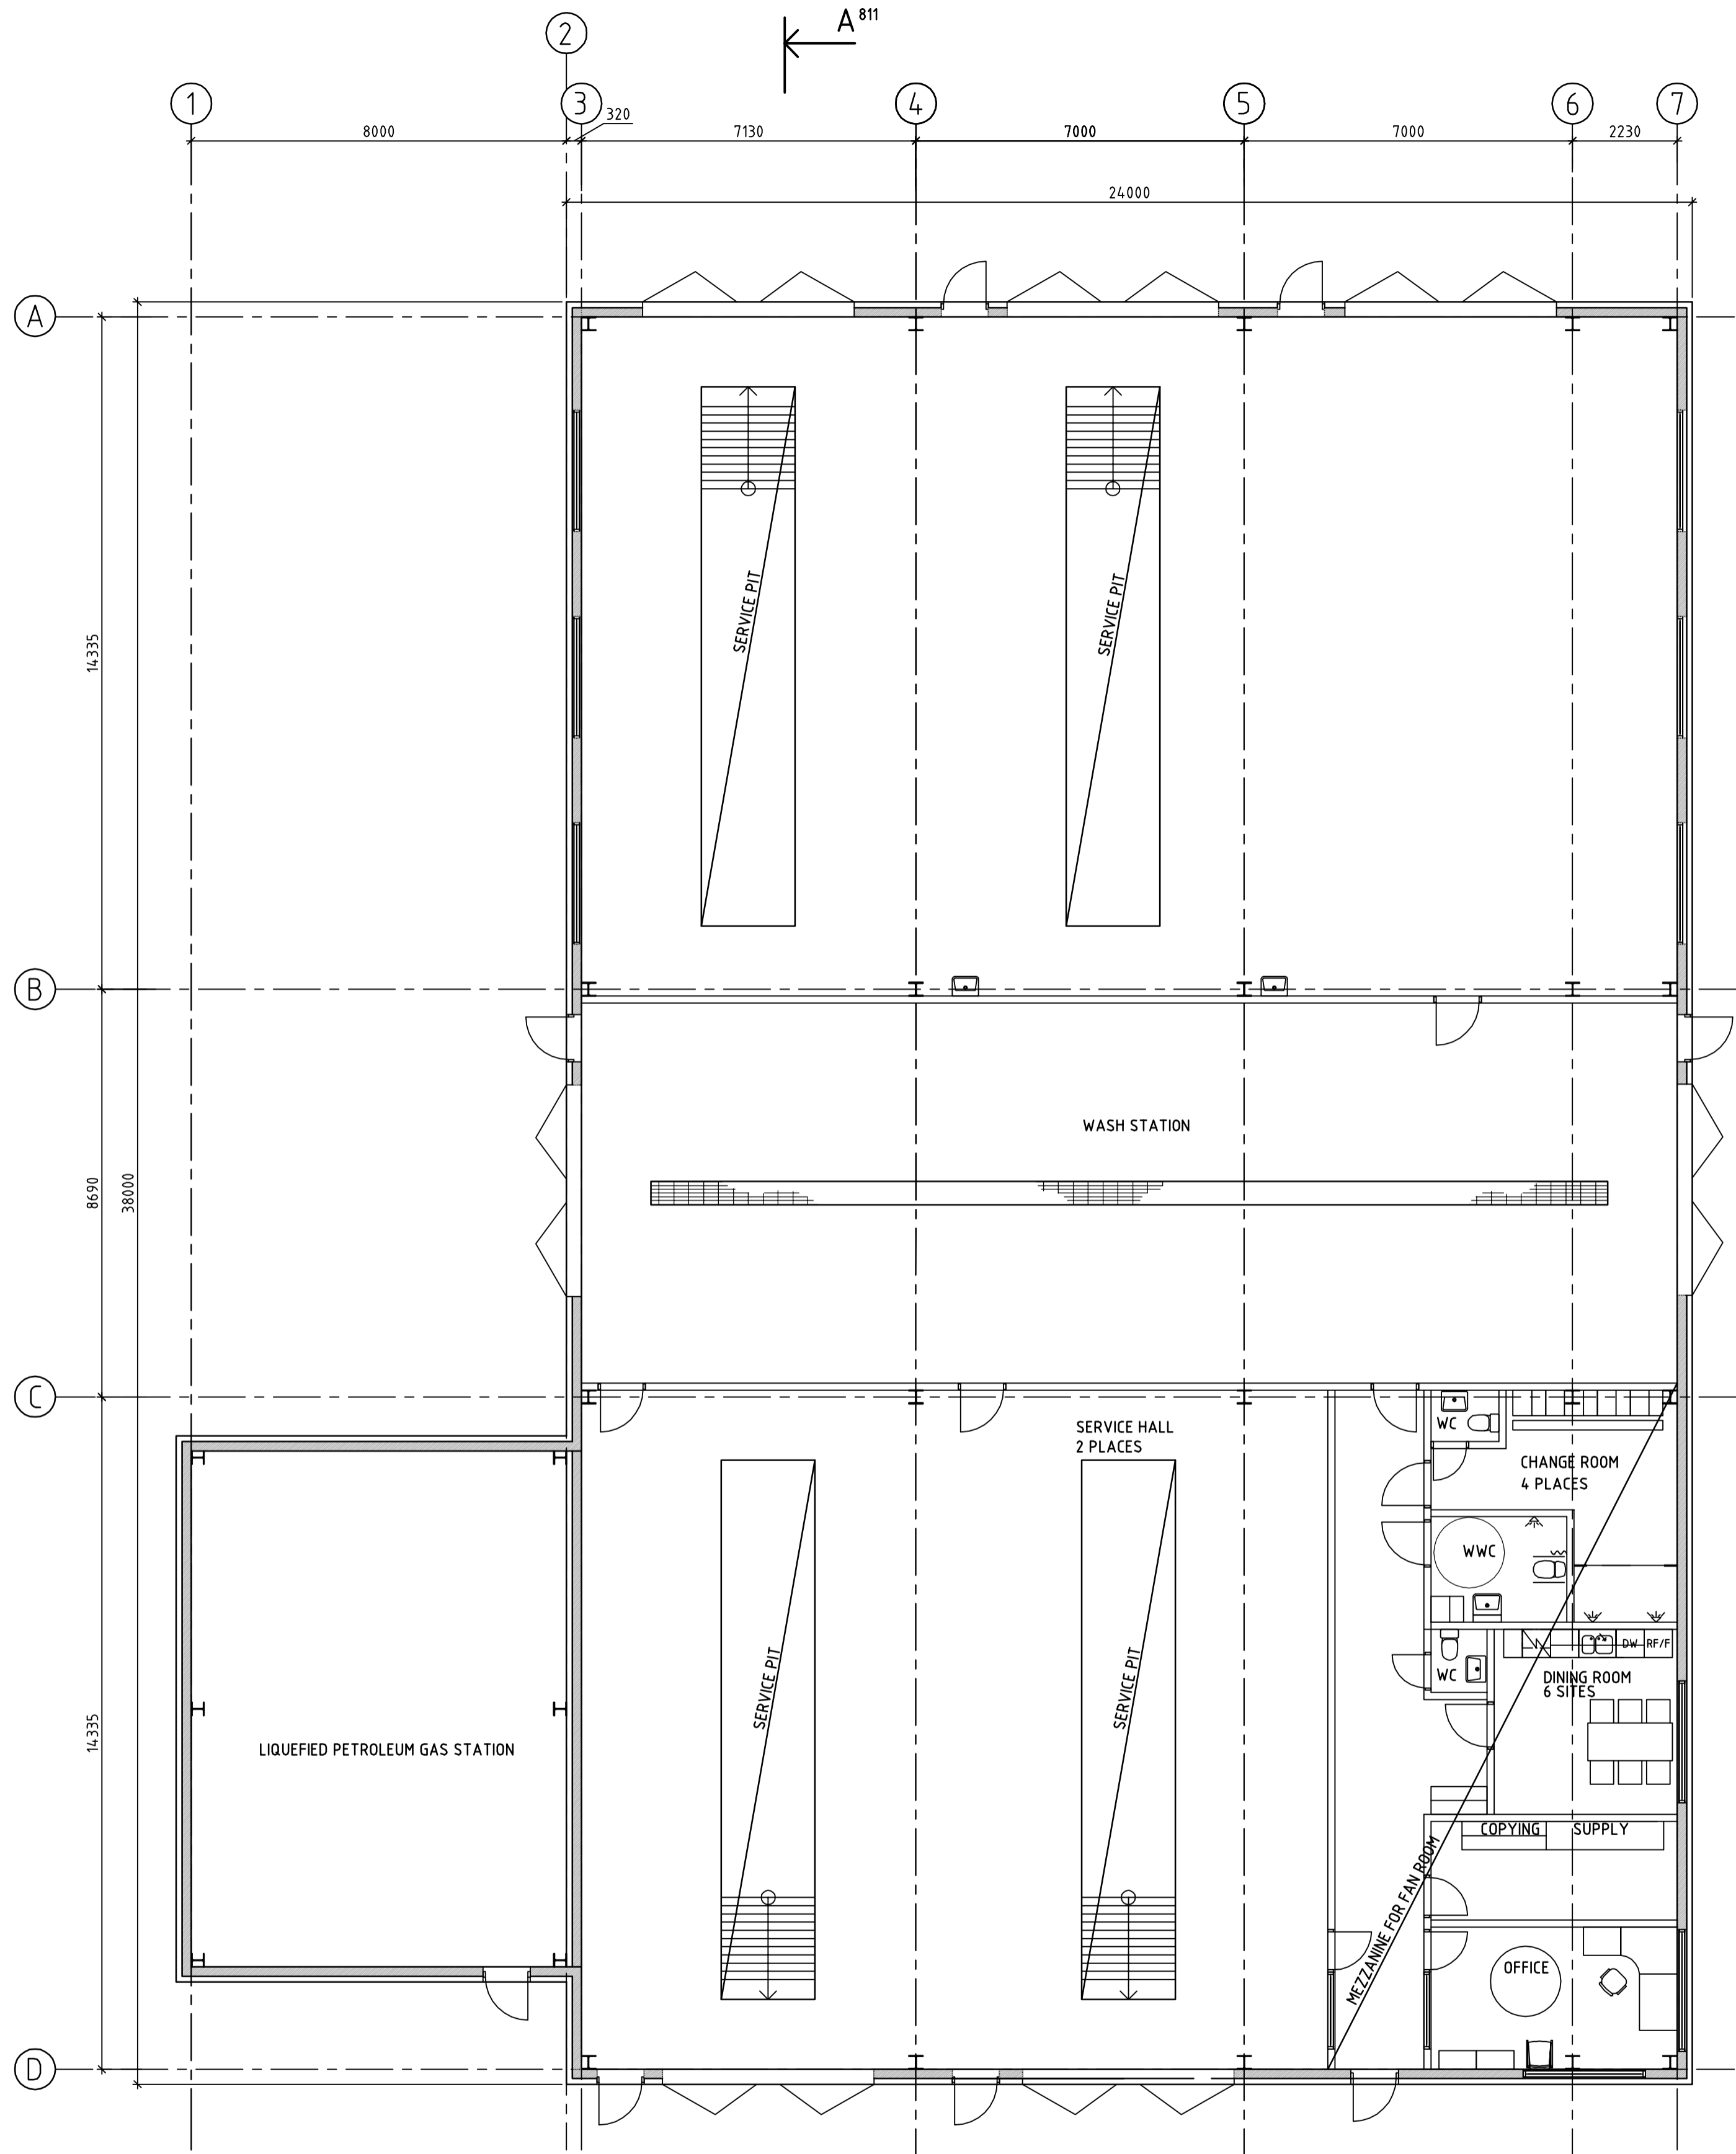 A 811
2
1
3
4
5
6
7
320
8000
7130
7000
7000
2230
24000
A
SERVICE PIT
SERVICE PIT
14335
B
WASH STATION
8690
38000
C
SERVICE HALL
2 PLACES
WC
CHANGE ROOM
4 PLACES
WWC
DW
RF/F
WC
DINING ROOM
6 SITES
SERVICE PIT
SERVICE PIT
14335
LIQUEFIED PETROLEUM GAS STATION
COPYING
SUPPLY
MEZZANINE FOR FAN ROOM
OFFICE
D